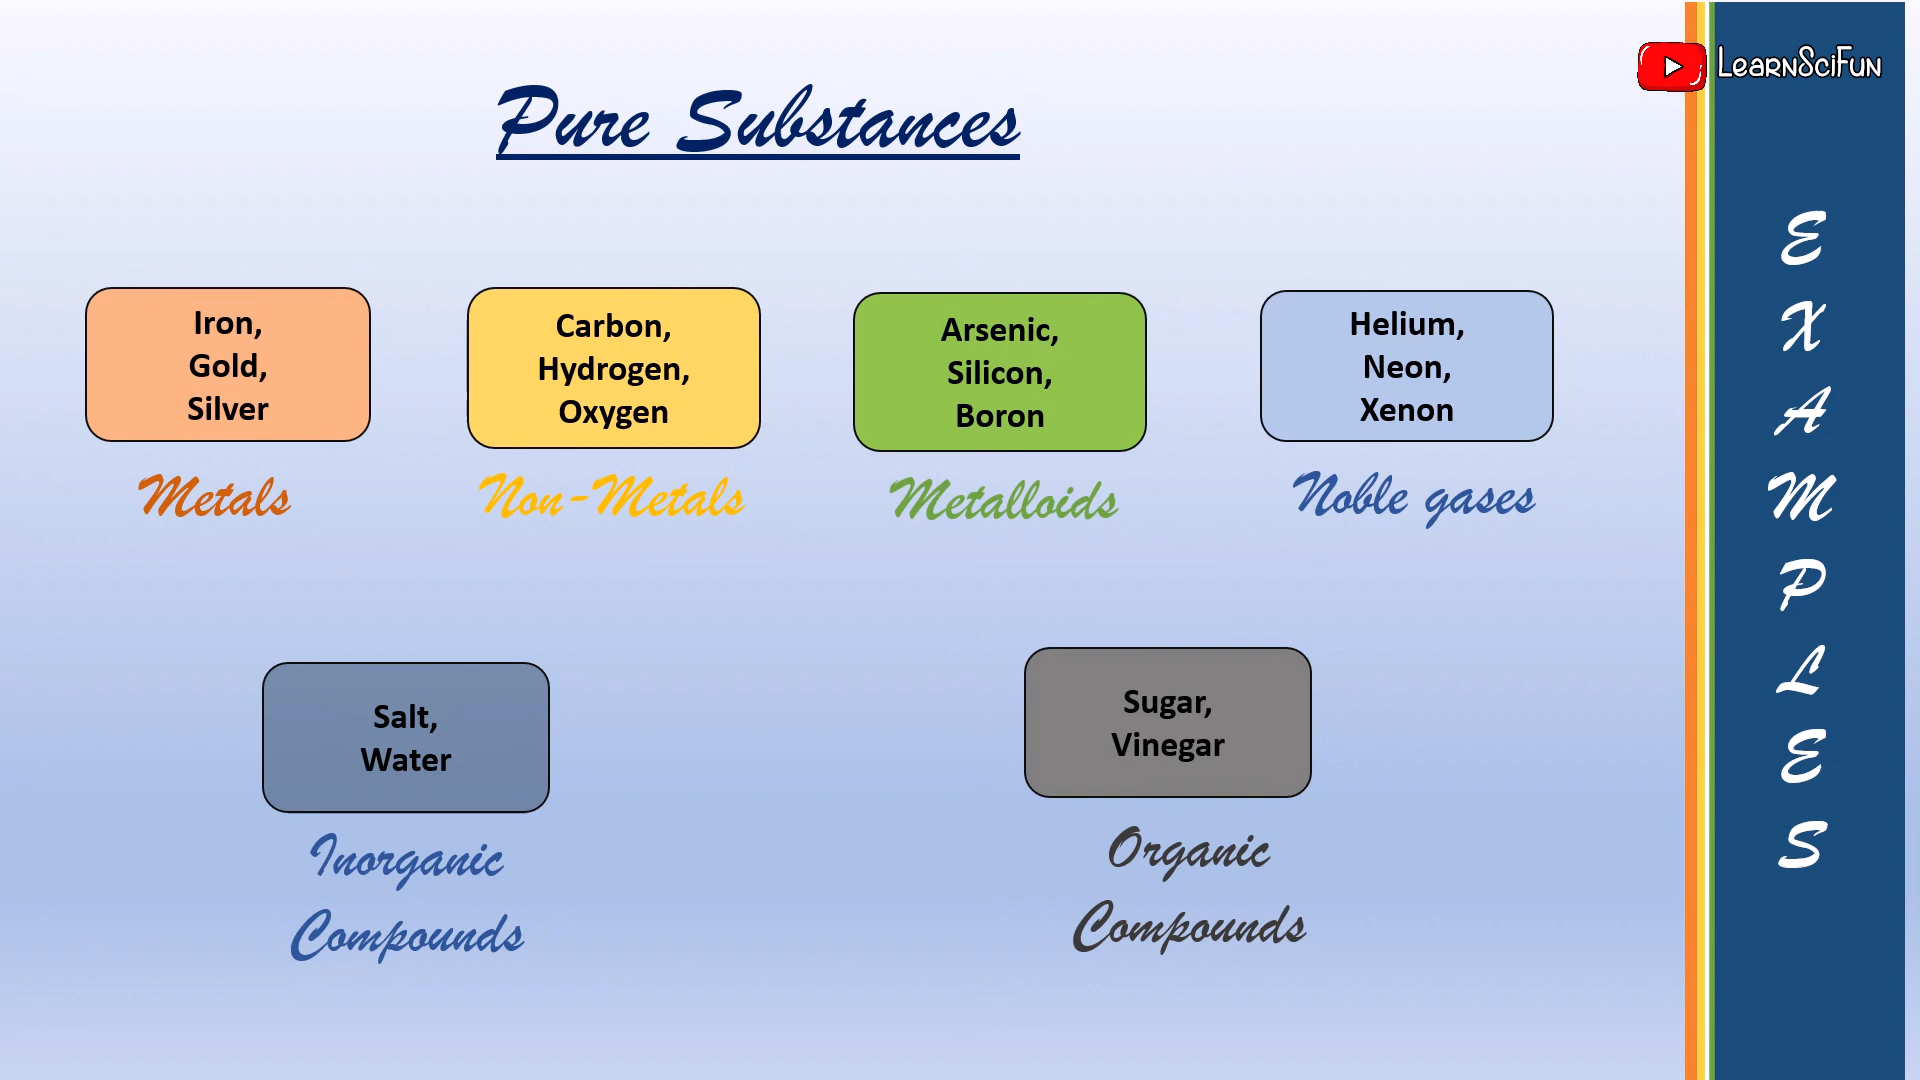 LearnSciFun
Pure Substances
Iron,
Gold,
Silver
Metals
Carbon,
Hydrogen,
Oxygen
Non-Metals
Arsenic,
Silicon,
Boron
Metalloids
Helium,
Neon,
Xenon
Noble gases
Salt,
Water
Inorganic
Compounds
Sugar,
Vinegar
Organic
Compounds
E
X
A
M
P
L
E
S